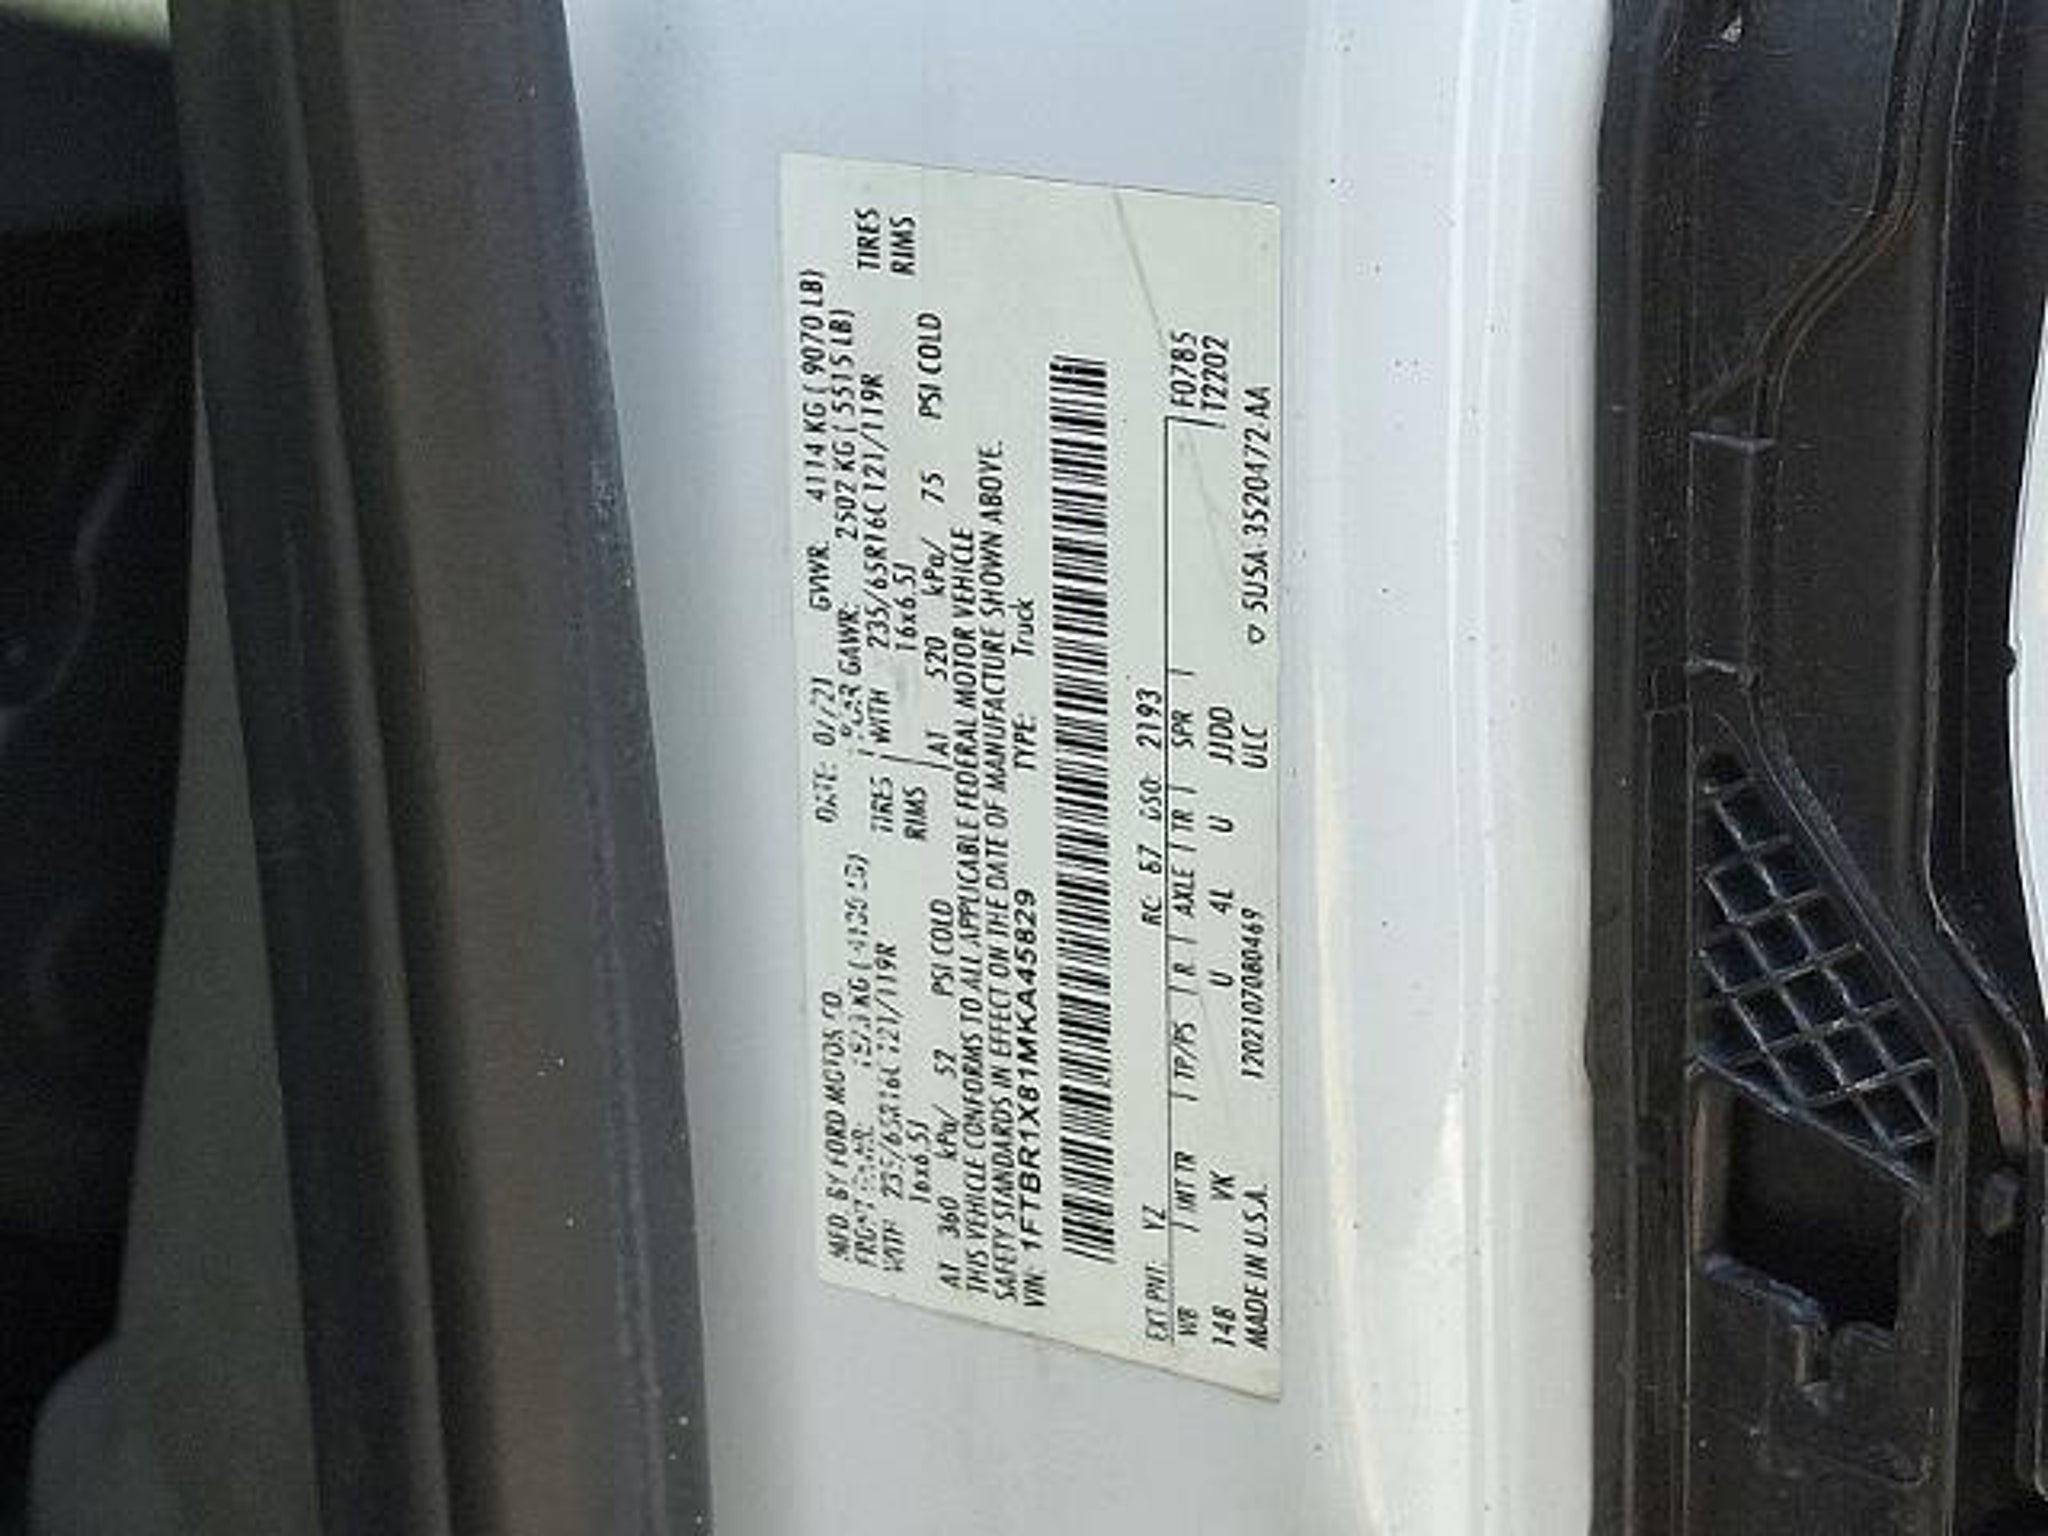 MFD. BY FORD MOTOR CO. DATE: 07/21 GVWR: 4114 KG ( 9070 LB)
FRONT GAWR: KG ( LB) REAR GAWR: 2502 KG ( 5515 LB)
WITH 235/65R16C 121/119R TIRES WITH 235/65R16C 121/119R TIRES
16x6.5J RIMS 16x6.5J RIMS
AT 360 kPa/ 52 PSI COLD AT 520 kPa/ 75 PSI COLD
THIS VEHICLE CONFORMS TO ALL APPLICABLE FEDERAL MOTOR VEHICLE
SAFETY STANDARDS IN EFFECT ON THE DATE OF MANUFACTURE SHOWN ABOVE.
VIN: 1FTBR1X81MKA45829 TYPE: Truck
EXT PNT: YZ RC: 67 DSO: 2193
WB | INT TR | TP/PS | R | AXLE | TR | SPR | F0785
148 VK U 4L U JJDD T2202
ULC
MADE IN U.S.A. 1202107080469 ▽ 5USA-3520472-AA